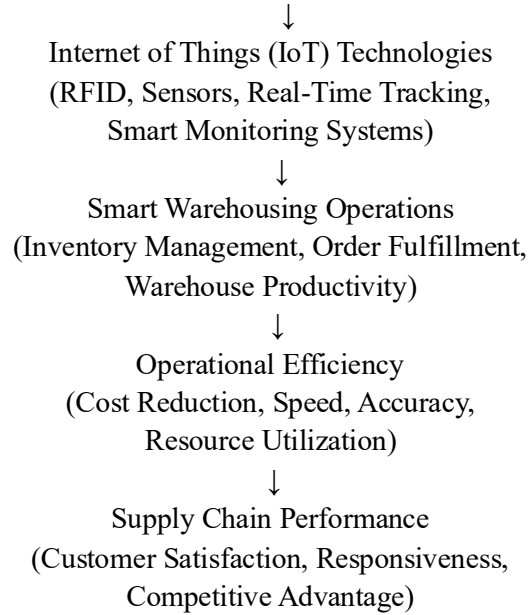 ↓
Internet of Things (IoT) Technologies
(RFID, Sensors, Real-Time Tracking,
Smart Monitoring Systems)
↓
Smart Warehousing Operations
(Inventory Management, Order Fulfillment,
Warehouse Productivity)
↓
Operational Efficiency
(Cost Reduction, Speed, Accuracy,
Resource Utilization)
↓
Supply Chain Performance
(Customer Satisfaction, Responsiveness,
Competitive Advantage)